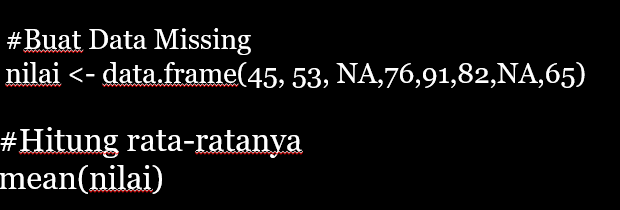 #Buat Data Missing
nilai <- data.frame(45, 53, NA,76,91,82,NA,65)
#Hitung rata-ratanya
mean(nilai)